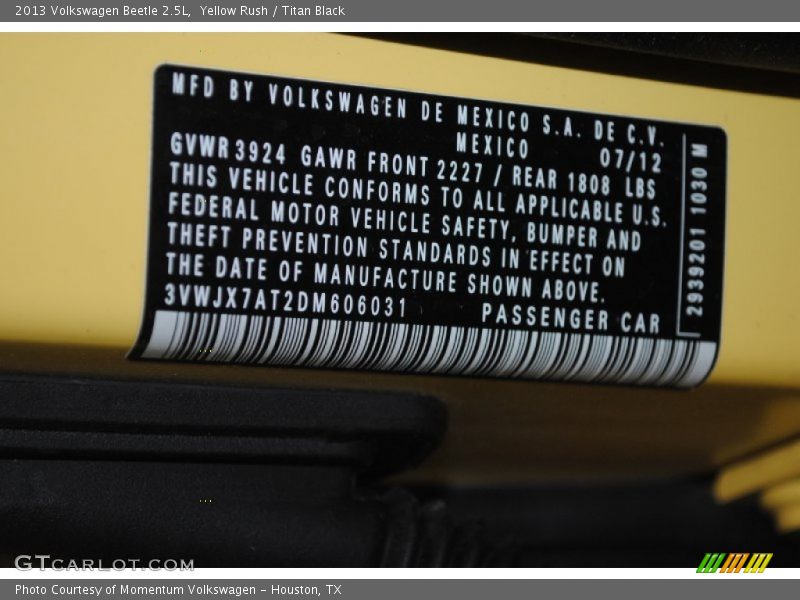 2013 Volkswagen Beetle 2.5L,  Yellow Rush / Titan Black
MFD BY VOLKSWAGEN DE MEXICO S.A. DE C.V.
MEXICO 07/12
GVWR 3924 GAWR FRONT 2227 / REAR 1808 LBS
THIS VEHICLE CONFORMS TO ALL APPLICABLE U.S.
FEDERAL MOTOR VEHICLE SAFETY, BUMPER AND
THEFT PREVENTION STANDARDS IN EFFECT ON
THE DATE OF MANUFACTURE SHOWN ABOVE.
3VWJX7AT2DM606031 PASSENGER CAR
2939201 1030 M
GTCARLOT.COM
Photo Courtesy of Momentum Volkswagen - Houston, TX